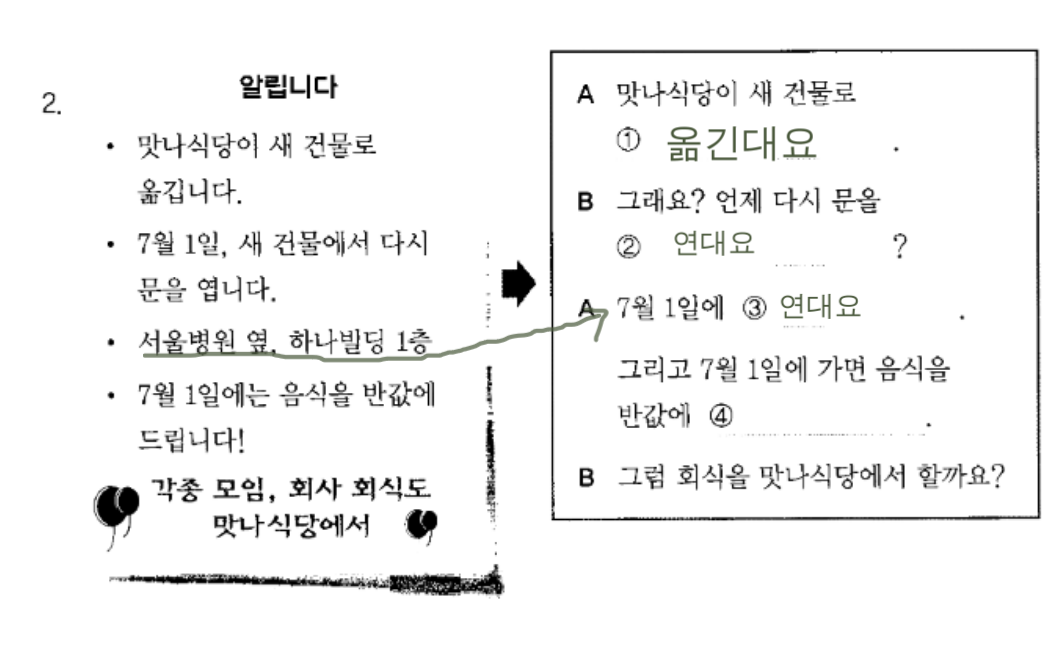 2.
알립니다
• 맛나식당이 새 건물로
옮깁니다.
• 7월 1일, 새 건물에서 다시
문을 엽니다.
• 서울병원 옆, 하나빌딩 1층
• 7월 1일에는 음식을 반값에
드립니다!
각종 모임, 회사 회식도
맛나식당에서
A 맛나식당이 새 건물로
① 옮긴대요 .
B 그래요? 언제 다시 문을
② 연대요 ?
A 7월 1일에 ③ 연대요 .
그리고 7월 1일에 가면 음식을
반값에 ④ .
B 그럼 회식을 맛나식당에서 할까요?